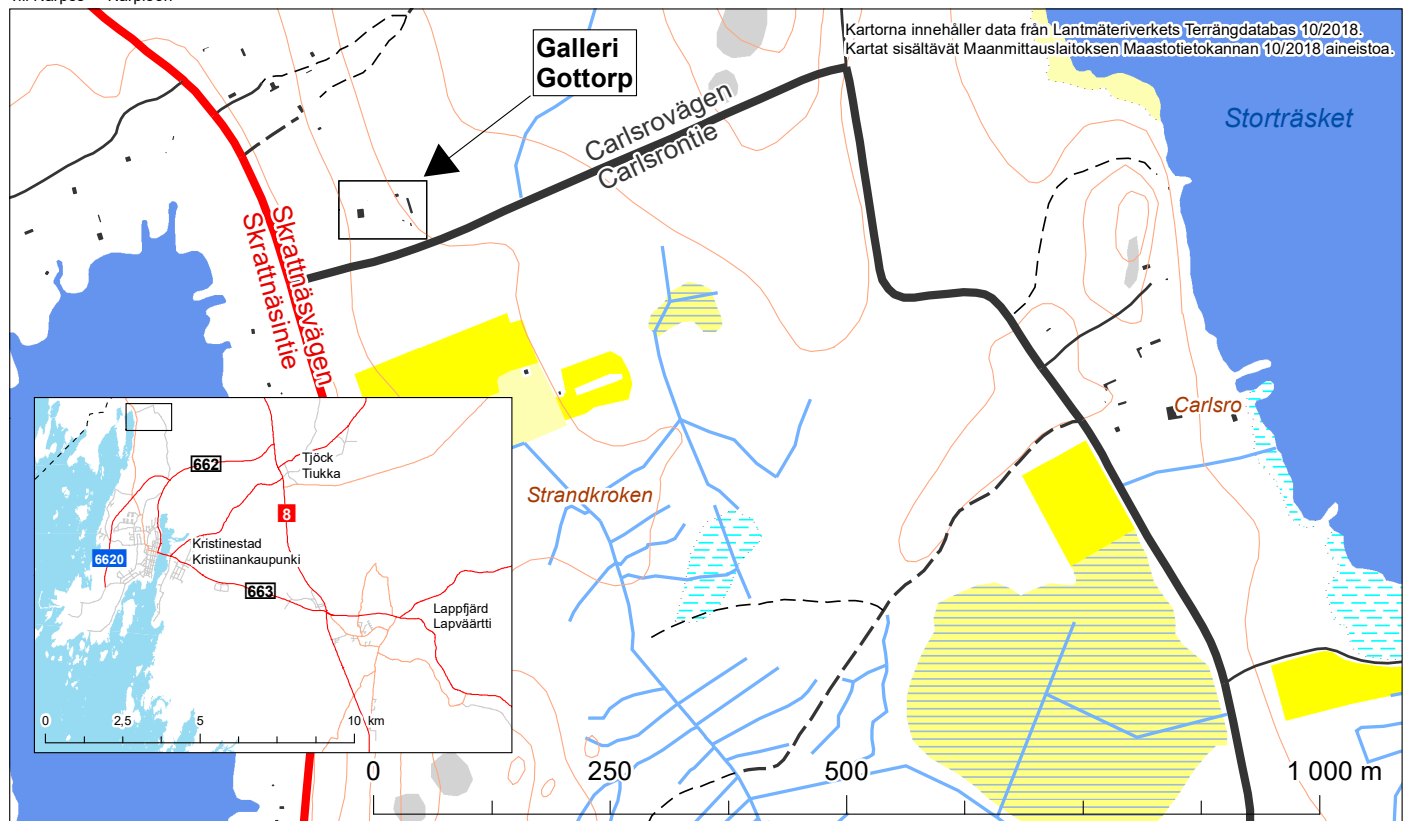 Kartorna innehåller data från Lantmäteriverkets Terrängdatabas 10/2018.
Kartat sisältävät Maanmittauslaitoksen Maastotietokannan 10/2018 aineistoa.
Galleri
Gottorp
Storträsket
Carlsrovägen
Carlsrontie
Skrattnäsvägen
Skrattnäsintie
Carlsro
Strandkroken
662
Tjöck
Tiukka
8
Kristinestad
Kristiinankaupunki
6620
663
Lappfjärd
Lapväärtti
0 2,5 5 10 km
0 250 500 1 000 m